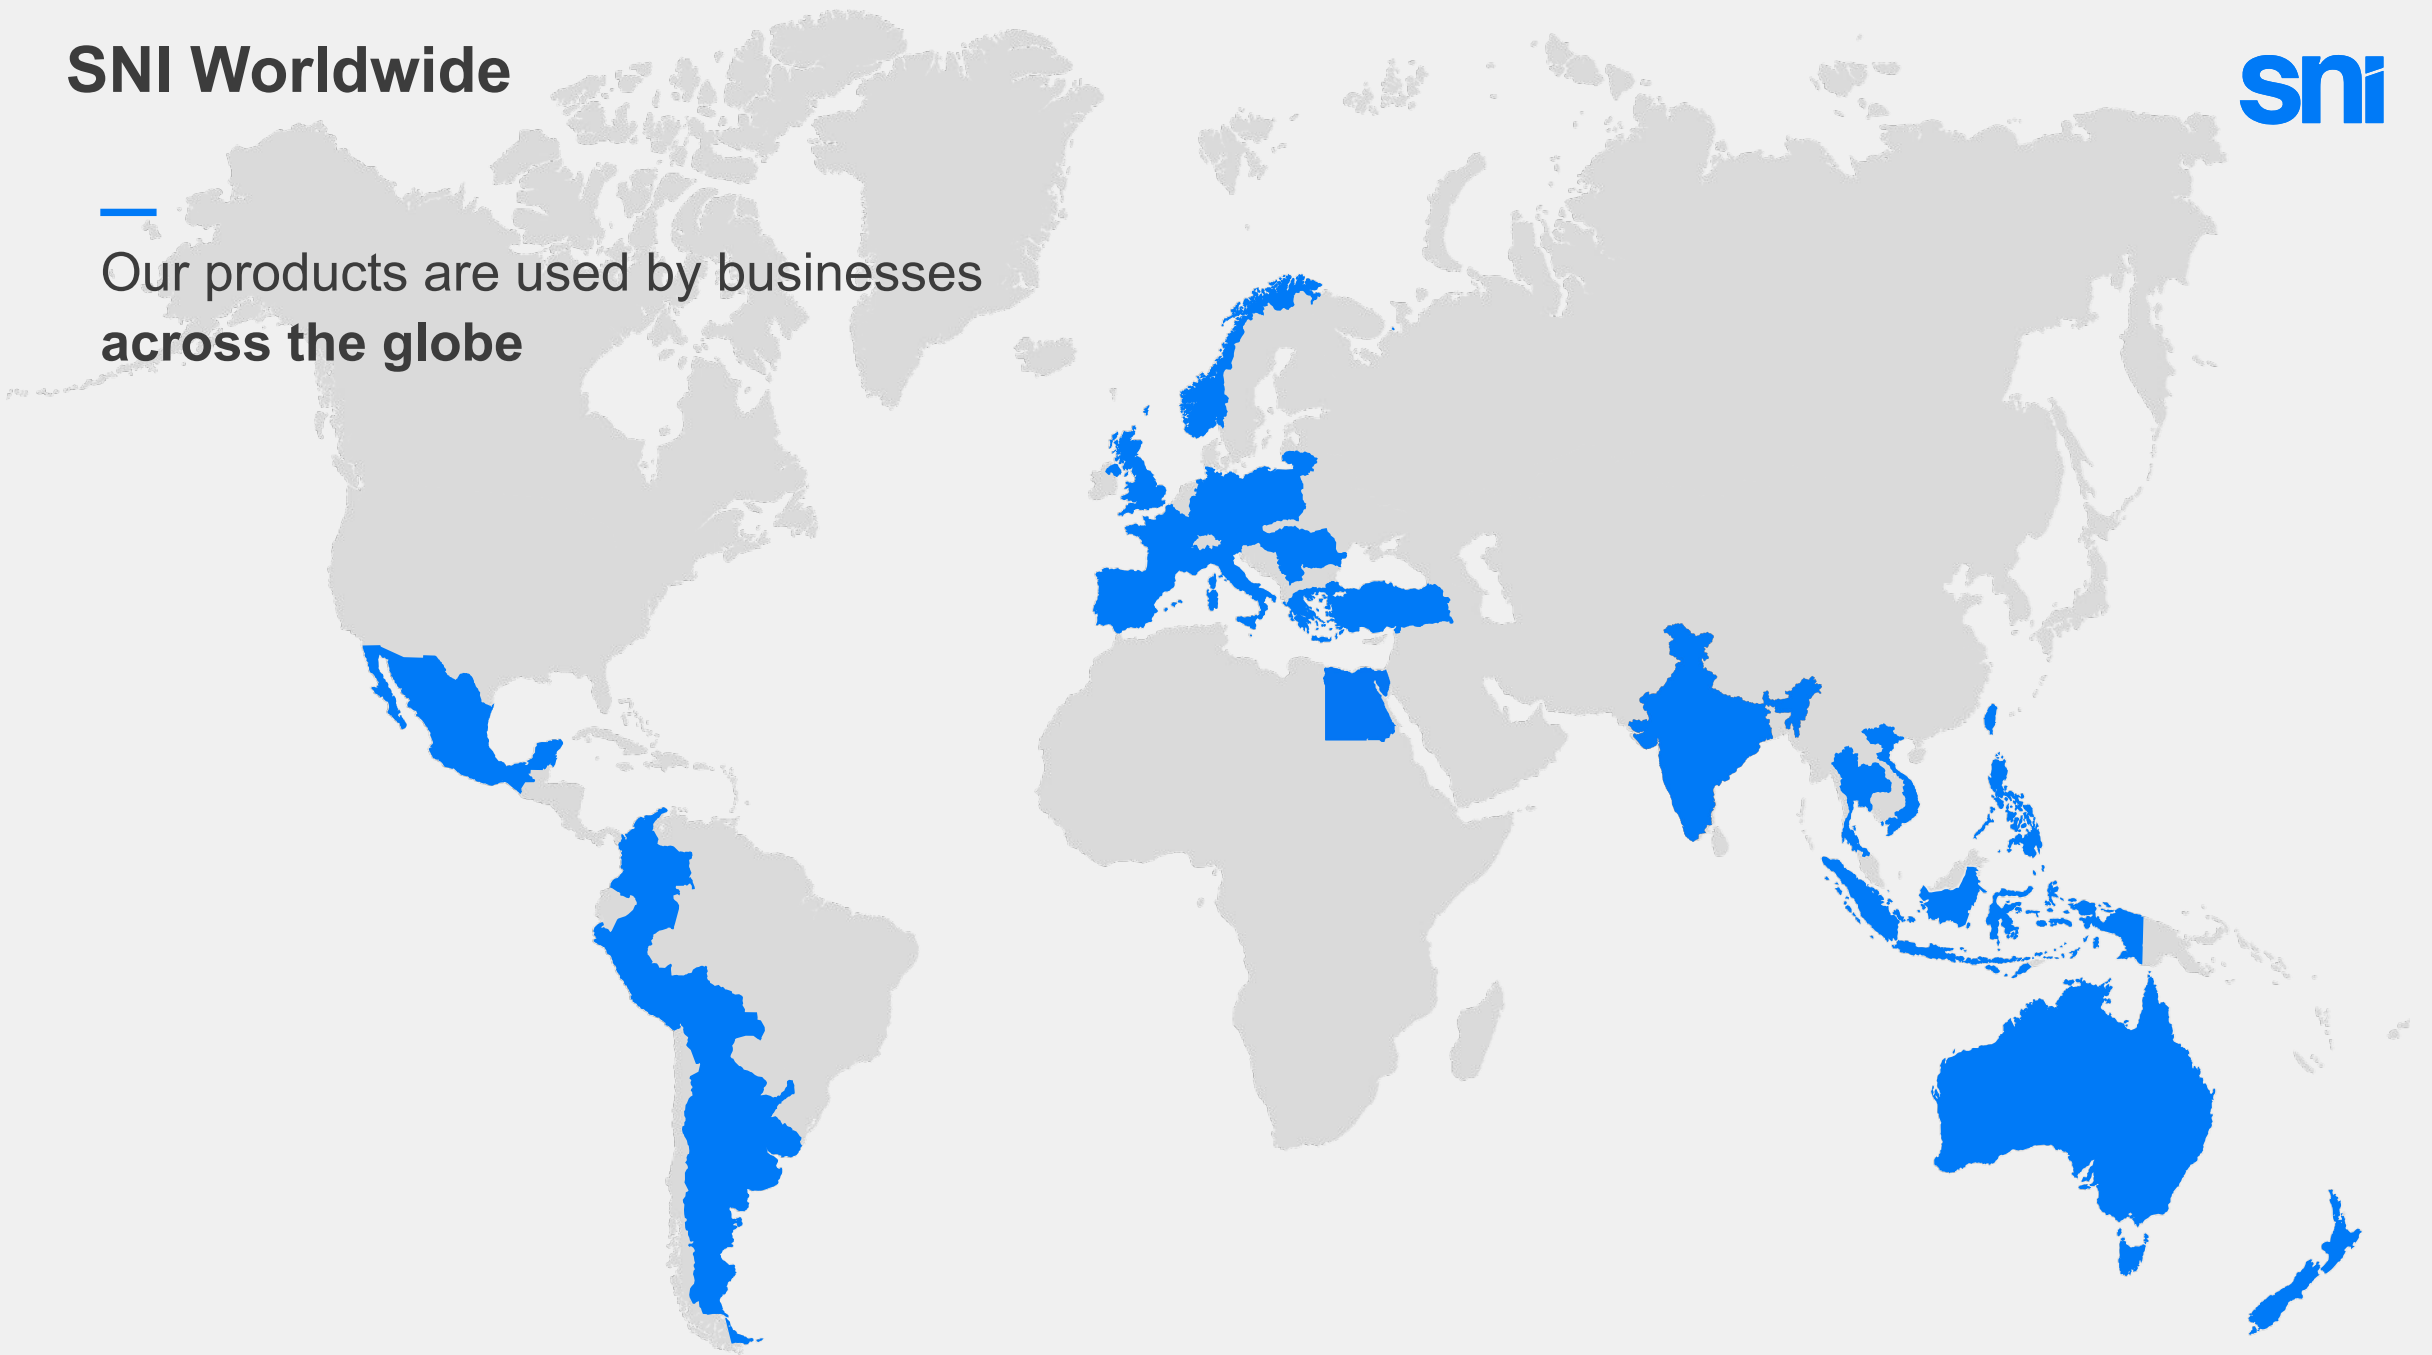 SNI Worldwide
sni
Our products are used by businesses
across the globe